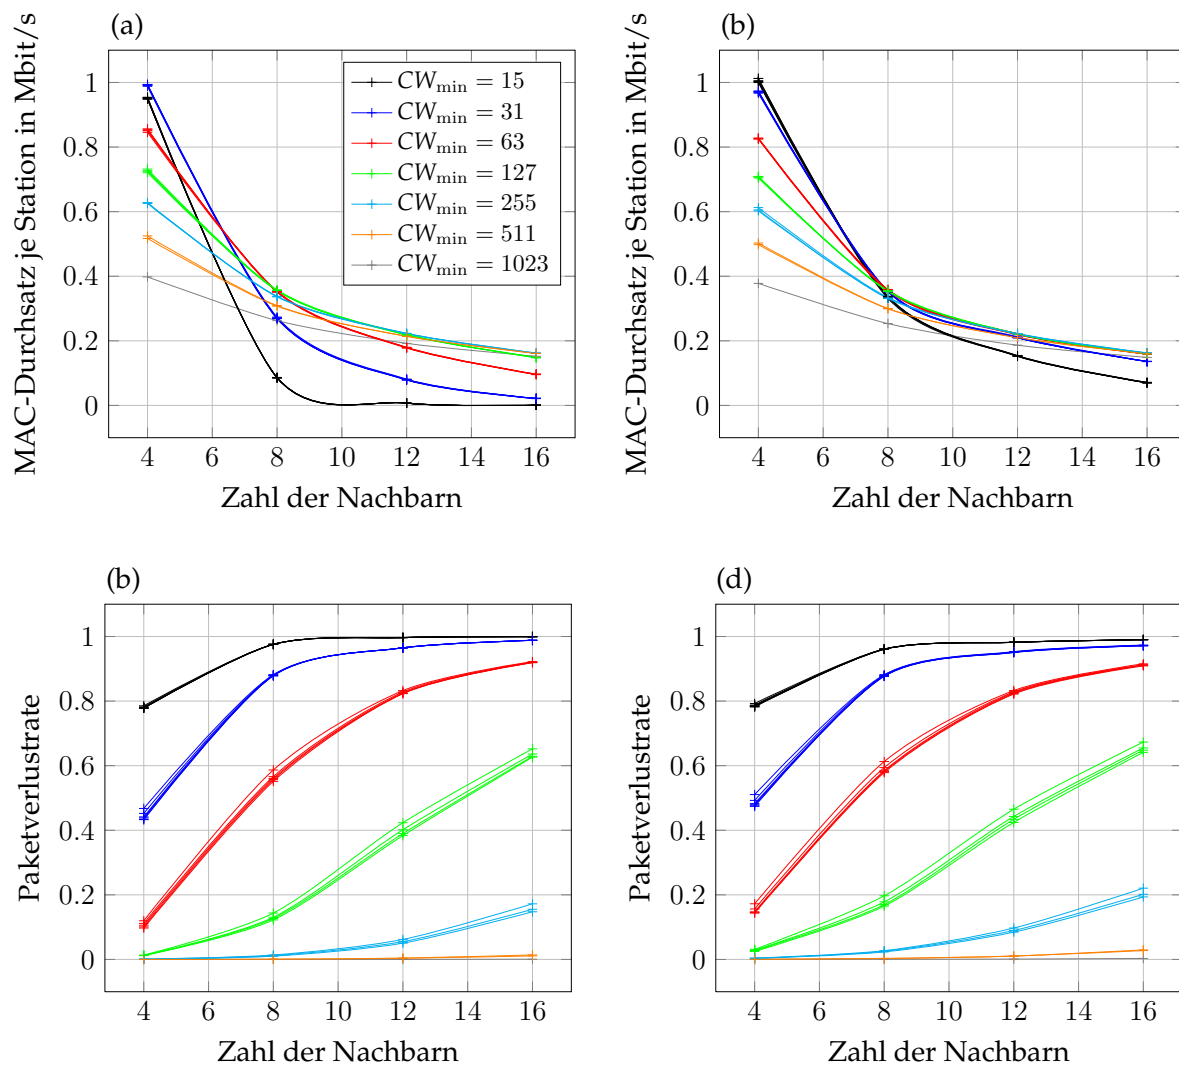 (a)
MAC-Durchsatz je Station in Mbit/s
1
0.8
0.6
0.4
0.2
0
4 6 8 10 12 14 16
Zahl der Nachbarn
CWmin = 15
CWmin = 31
CWmin = 63
CWmin = 127
CWmin = 255
CWmin = 511
CWmin = 1023
(b)
MAC-Durchsatz je Station in Mbit/s
1
0.8
0.6
0.4
0.2
0
4 6 8 10 12 14 16
Zahl der Nachbarn
(b)
Paketverlustrate
1
0.8
0.6
0.4
0.2
0
4 6 8 10 12 14 16
Zahl der Nachbarn
(d)
Paketverlustrate
1
0.8
0.6
0.4
0.2
0
4 6 8 10 12 14 16
Zahl der Nachbarn